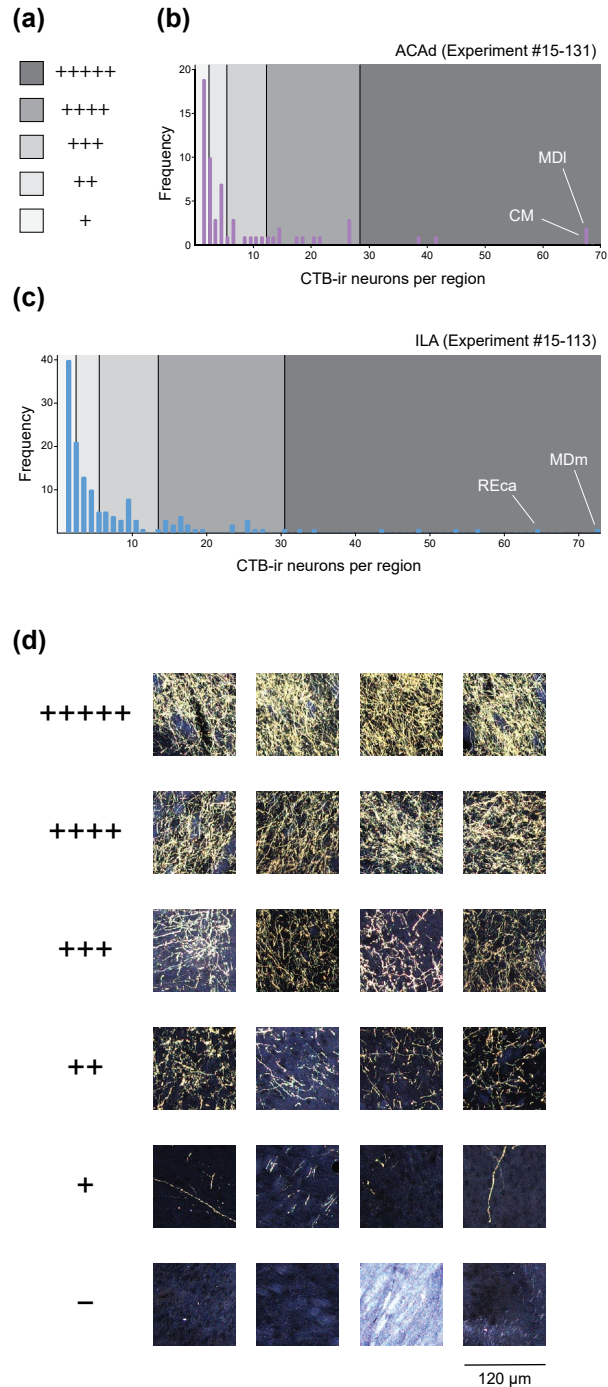 (a)
+++++
++++
+++
++
+
(b)
ACAd (Experiment #15-131)
Frequency
20
15
10
5
0
MDl
CM
10 20 30 40 50 60 70
CTB-ir neurons per region
(c)
ILA (Experiment #15-113)
Frequency
40
30
20
10
REca
MDm
10 20 30 40 50 60 70
CTB-ir neurons per region
(d)
+++++
++++
+++
++
+
–
120 µm